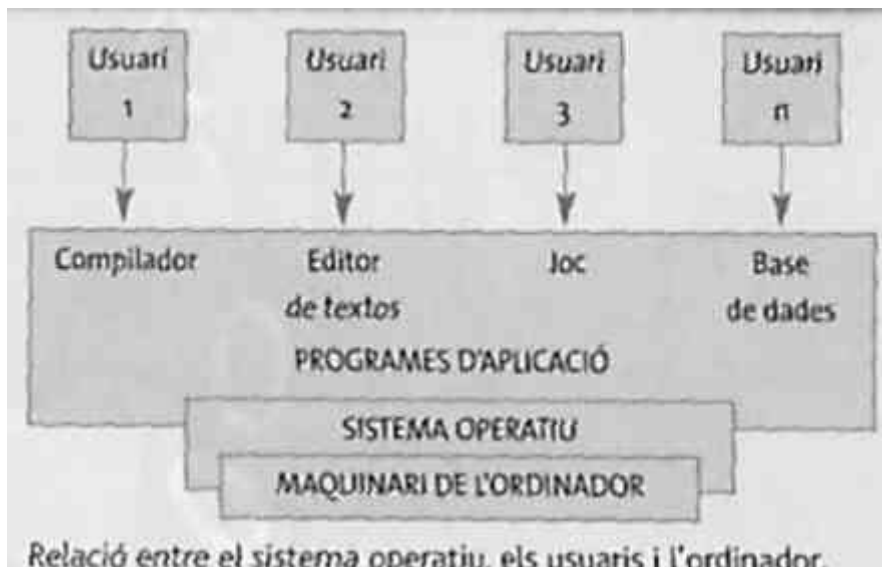 Usuari
1
Usuari
2
Usuari
3
Usuari
n
Compilador
Editor
de textos
Joc
Base
de dades
PROGRAMES D'APLICACIÓ
SISTEMA OPERATIU
MAQUINARI DE L'ORDINADOR
Relació entre el sistema operatiu, els usuaris i l'ordinador.